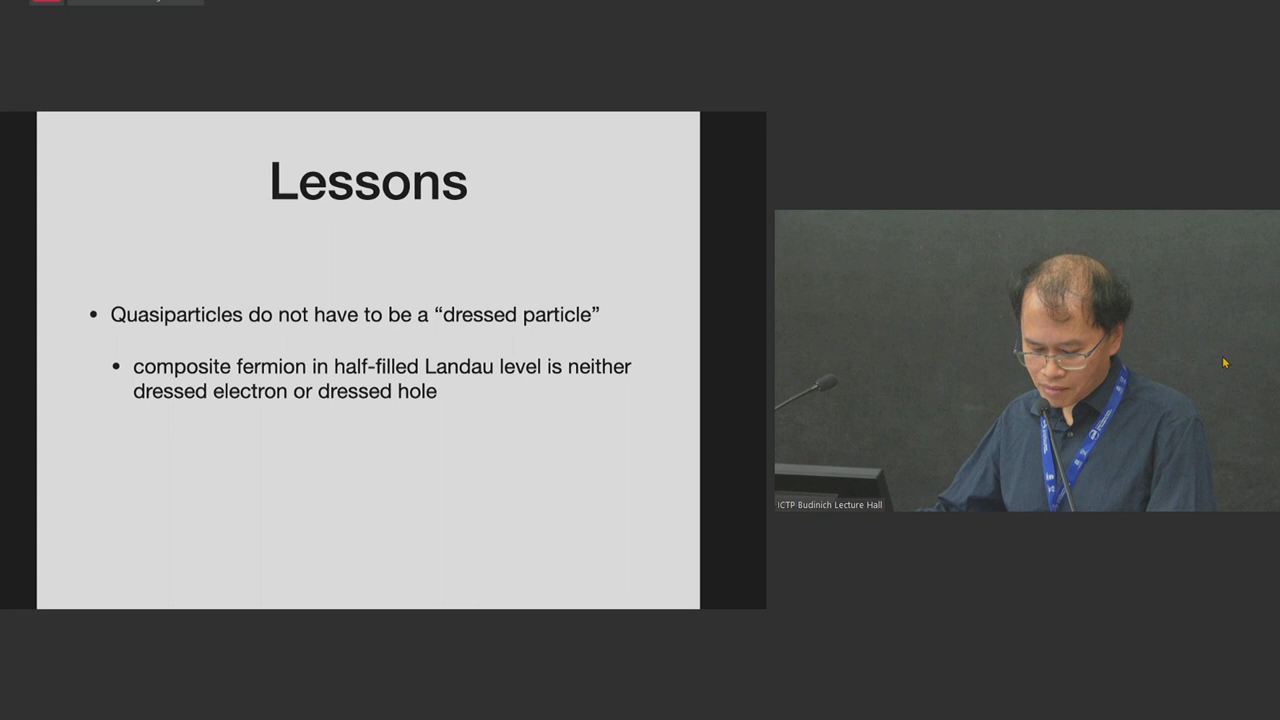 Lessons
• Quasiparticles do not have to be a “dressed particle”
• composite fermion in half-filled Landau level is neither
dressed electron or dressed hole
ICTP Budinich Lecture Hall